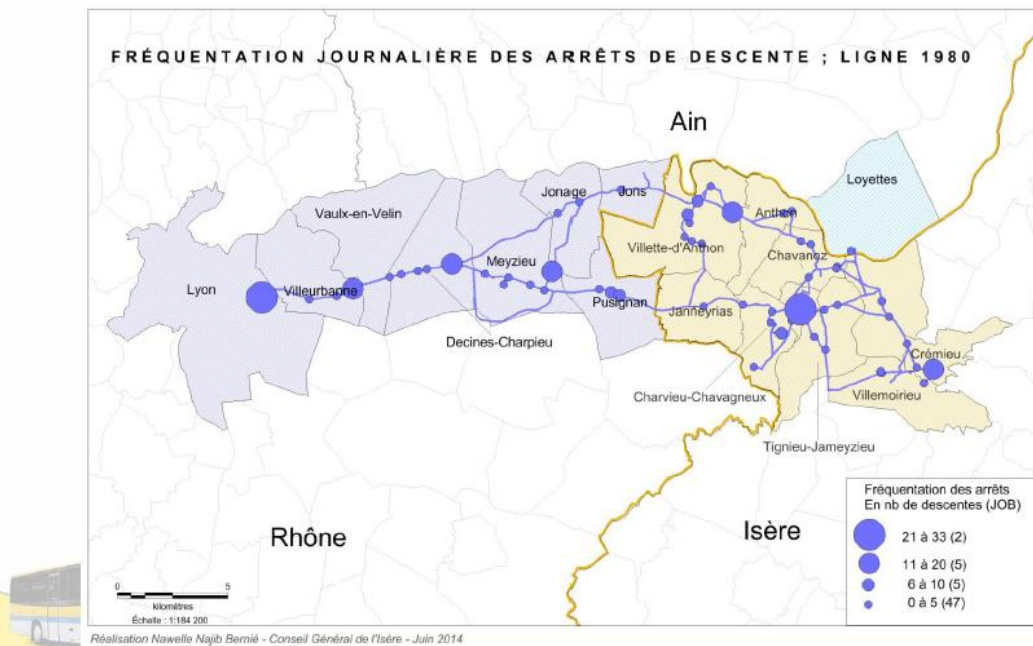 FRÉQUENTATION JOURNALIÈRE DES ARRÊTS DE DESCENTE ; LIGNE 1980
Ain
Loyettes
Jonage
Jons
Vaulx-en-Velin
Anthon
Villette-d'Anthon
Chavanoz
Meyzieu
Lyon
Villeurbanne
Pusignan
Janneyrias
Decines-Charpieu
Crémieu
Charvieu-Chavagneux
Villemoirieu
Tignieu-Jameyzieu
Rhône
Isère
Fréquentation des arrêts
En nb de descentes (JOB)
21 à 33 (2)
11 à 20 (5)
6 à 10 (5)
0 à 5 (47)
0 5
kilomètres
Échelle : 1:184 200
Réalisation Nawelle Najib Bernié - Conseil Général de l'Isère - Juin 2014